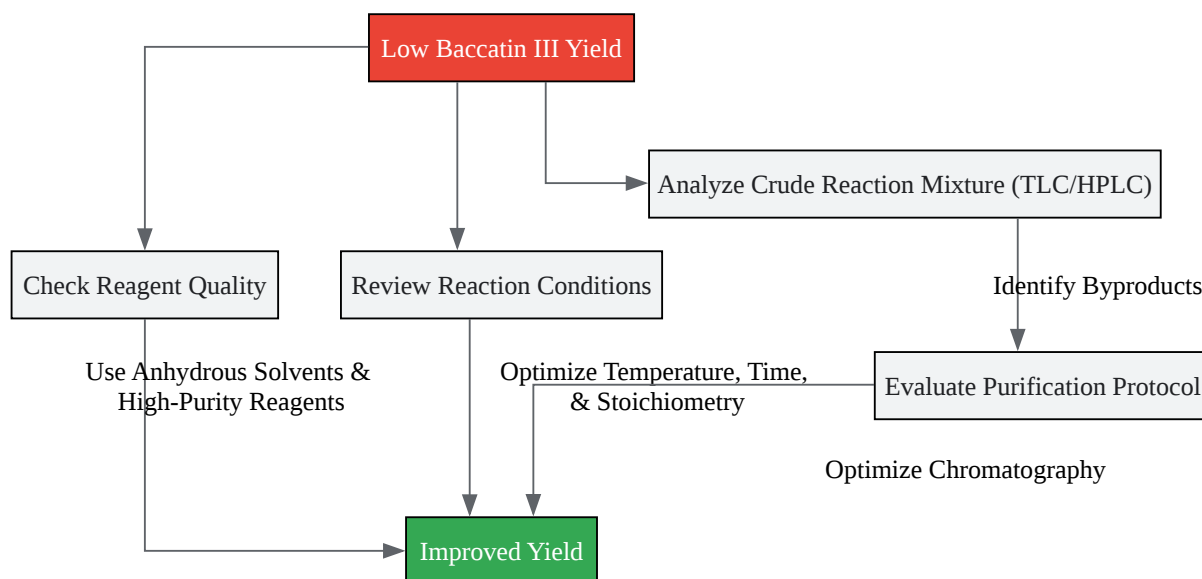 Low Baccatin III Yield
Analyze Crude Reaction Mixture (TLC/HPLC)
Check Reagent Quality
Review Reaction Conditions
Identify Byproducts
Use Anhydrous Solvents &
High-Purity Reagents
Optimize Temperature, Time,
& Stoichiometry
Evaluate Purification Protocol
Optimize Chromatography
Improved Yield